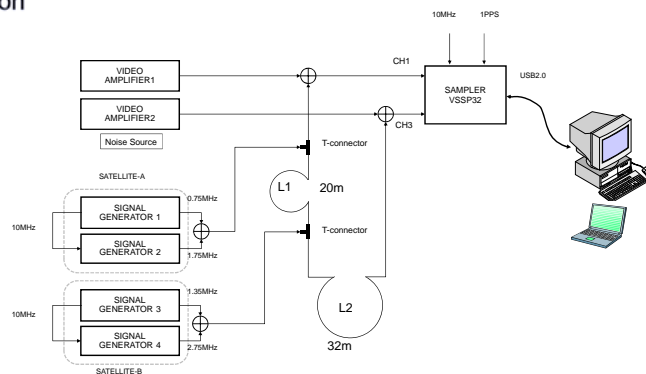 on
10MHz 1PPS
VIDEO
AMPLIFIER1
CH1
SAMPLER
VSSP32
USB2.0
VIDEO
AMPLIFIER2
CH3
Noise Source
T-connector
SATELLITE-A
L1
20m
SIGNAL
GENERATOR 1
0.75MHz
10MHz
SIGNAL
GENERATOR 2
1.75MHz
T-connector
SIGNAL
GENERATOR 3
1.35MHz
10MHz
SIGNAL
GENERATOR 4
2.75MHz
L2
32m
SATELLITE-B